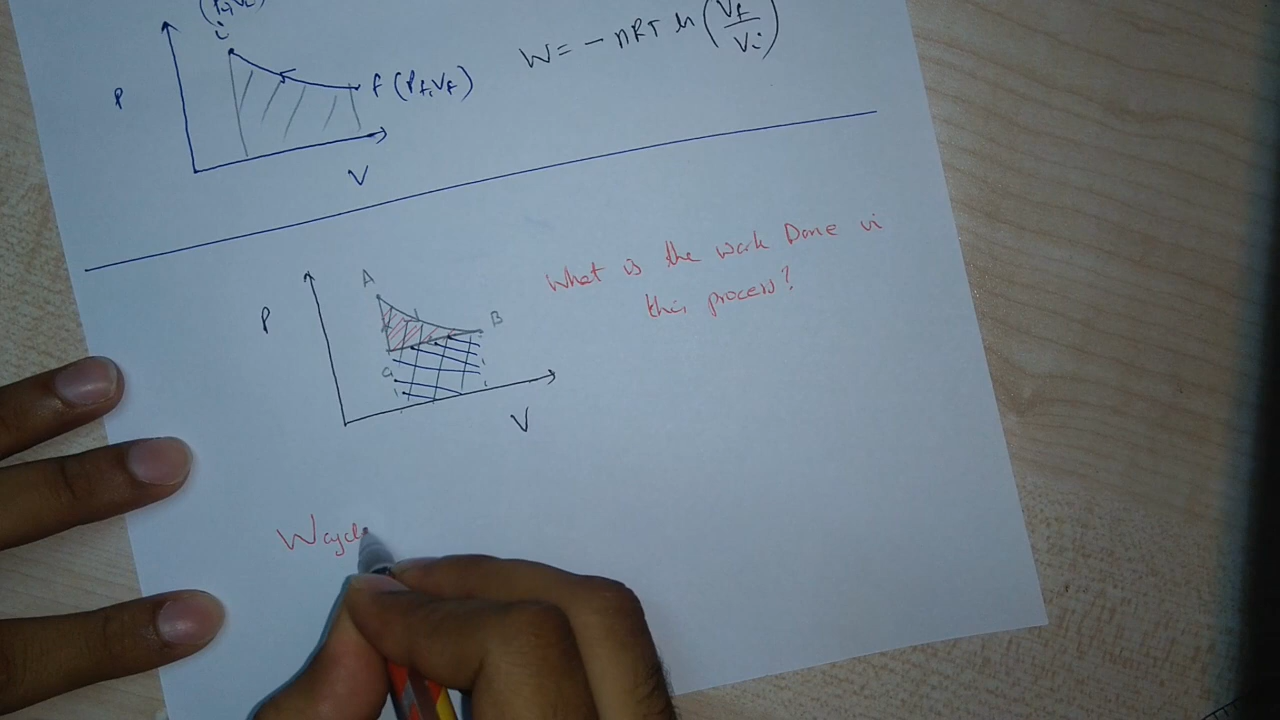 i
P
f (Pf, Vf)
V
W = - nRT ln (Vf/Vi)
What is the work Done in
this process?
P
A
B
C
V
Wcycle